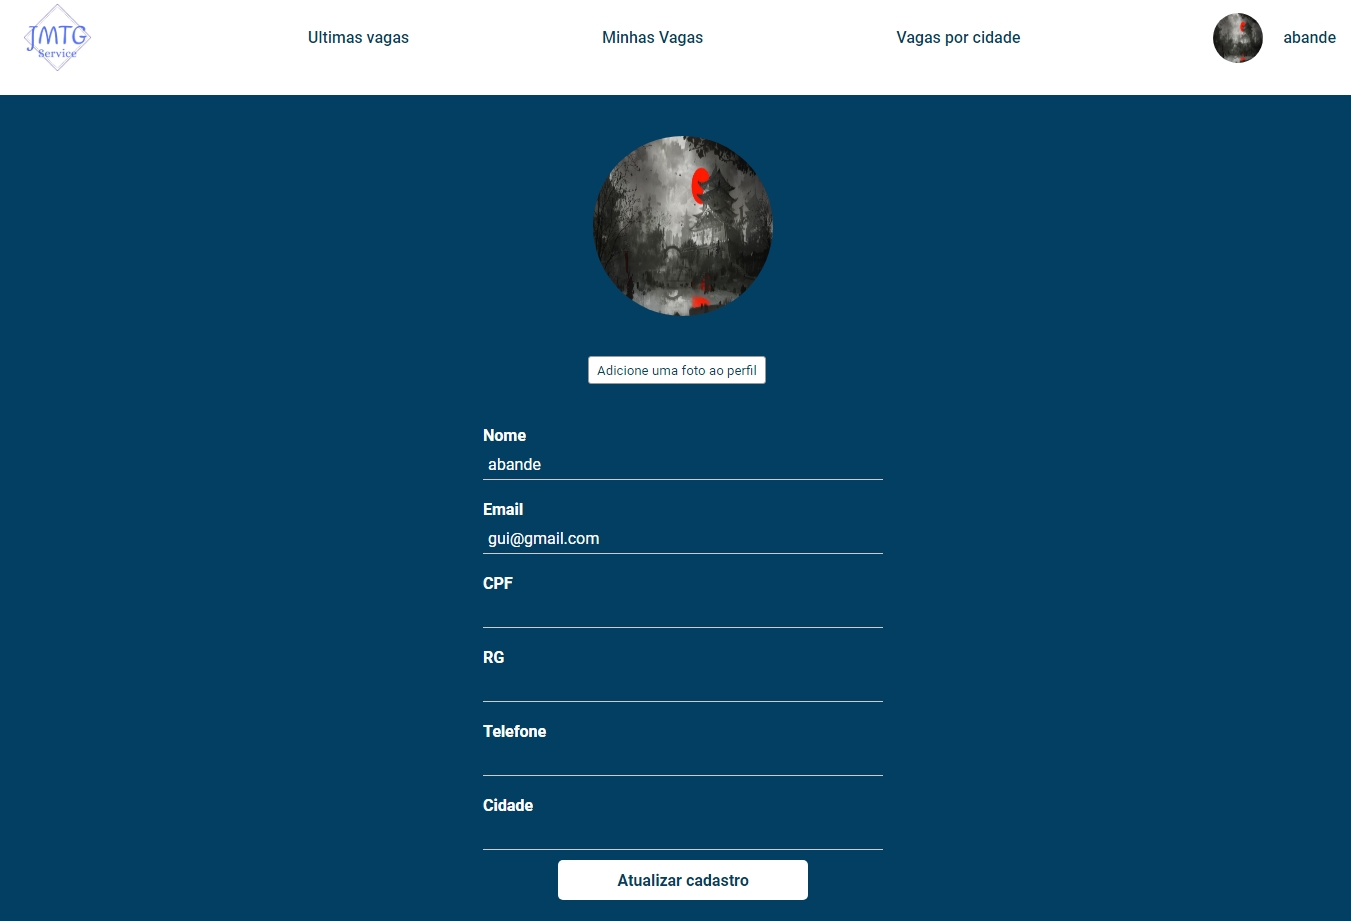 JMTG
Service
Ultimas vagas
Minhas Vagas
Vagas por cidade
abande
Adicione uma foto ao perfil
Nome
abande
Email
gui@gmail.com
CPF
RG
Telefone
Cidade
Atualizar cadastro